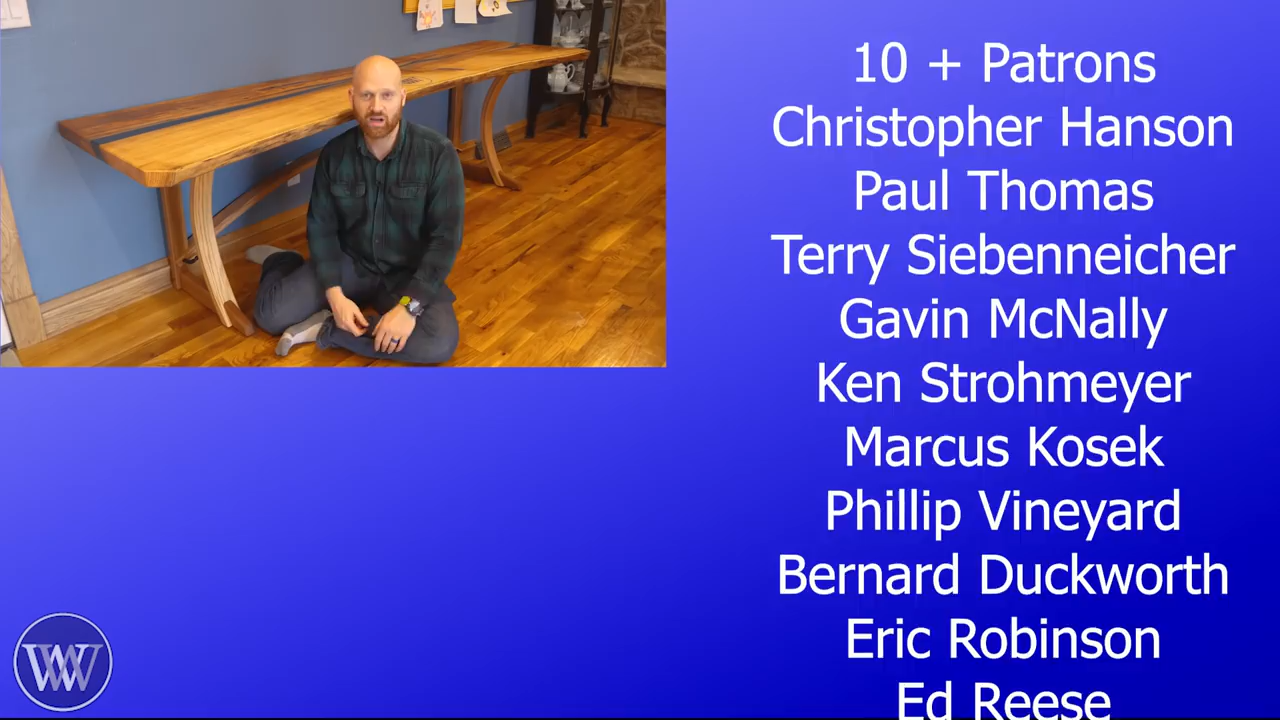 10 + Patrons
Christopher Hanson
Paul Thomas
Terry Siebenneicher
Gavin McNally
Ken Strohmeyer
Marcus Kosek
Phillip Vineyard
Bernard Duckworth
Eric Robinson
Ed Reese
WW